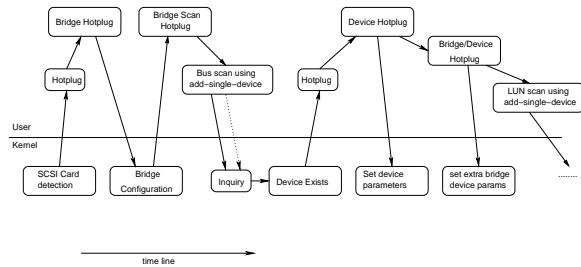 Bridge Hotplug
Bridge Scan
Hotplug
Device Hotplug
Bridge/Device
Hotplug
Hotplug
Bus scan using
add-single-device
Hotplug
LUN scan using
add-single-device
User
Kernel
SCSI Card
detection
Bridge
Configuration
Inquiry
Device Exists
Set device
parameters
set extra bridge
device params
........
time line